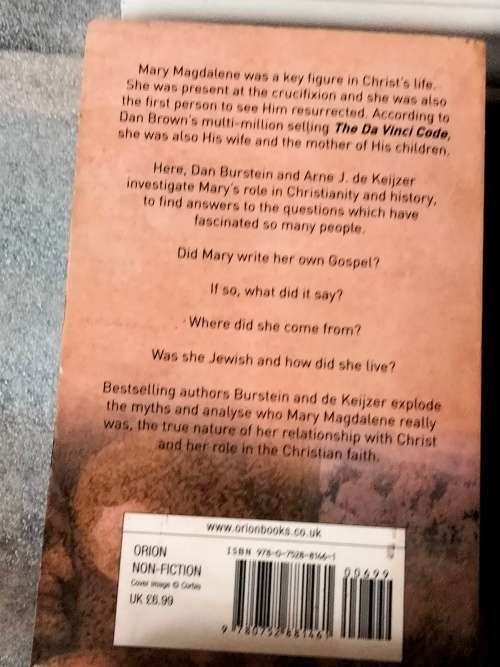 Mary Magdalene was a key figure in Christ's life.
She was present at the crucifixion and she was also
the first person to see Him resurrected. According to
Dan Brown's multi-million selling The Da Vinci Code,
she was also His wife and the mother of His children.
Here, Dan Burstein and Arne J. de Keijzer
investigate Mary's role in Christianity and history,
to find answers to the questions which have
fascinated so many people.
Did Mary write her own Gospel?
If so, what did it say?
Where did she come from?
Was she Jewish and how did she live?
Bestselling authors Burstein and de Keijzer explode
the myths and analyse who Mary Magdalene really
was, the true nature of her relationship with Christ
and her role in the Christian faith.
www.orionbooks.co.uk
ORION
NON-FICTION
Cover image © Corbis
UK £6.99
ISBN 978-0-7528-8146-1
00699
9 780752 881461